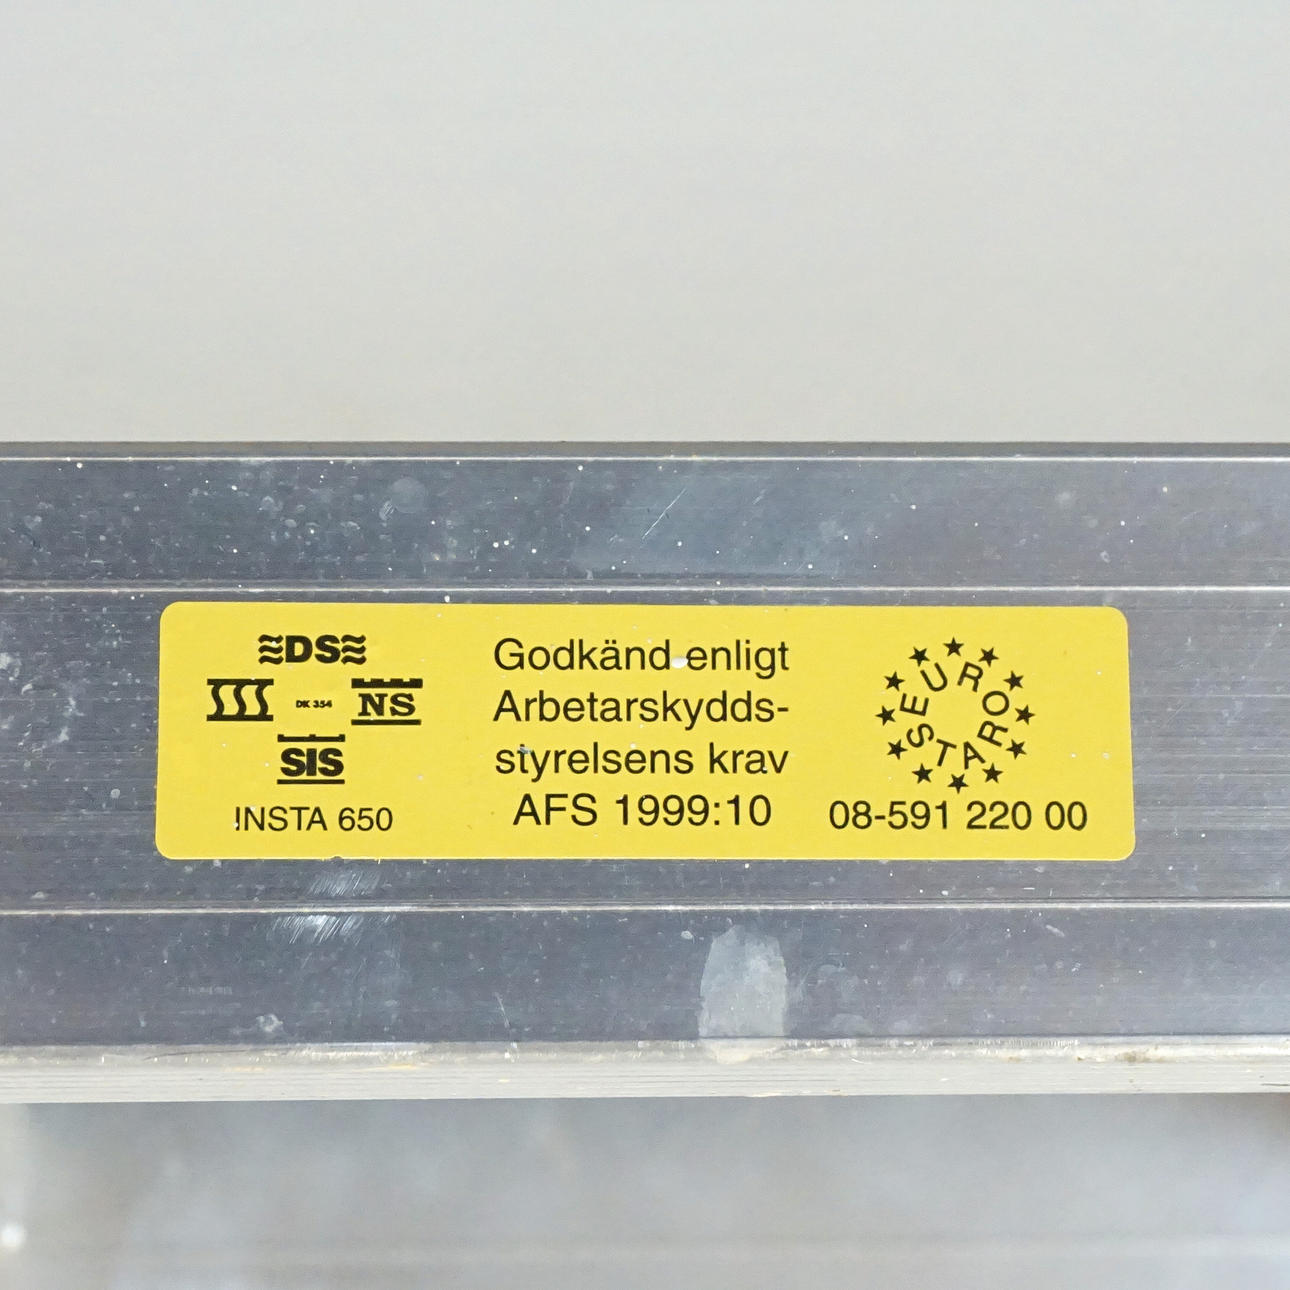 DS
SSS DK 354 NS
SIS
INSTA 650
Godkänd enligt
Arbetarskydds-
styrelsens krav
AFS 1999:10
EURO
STAR
08-591 220 00